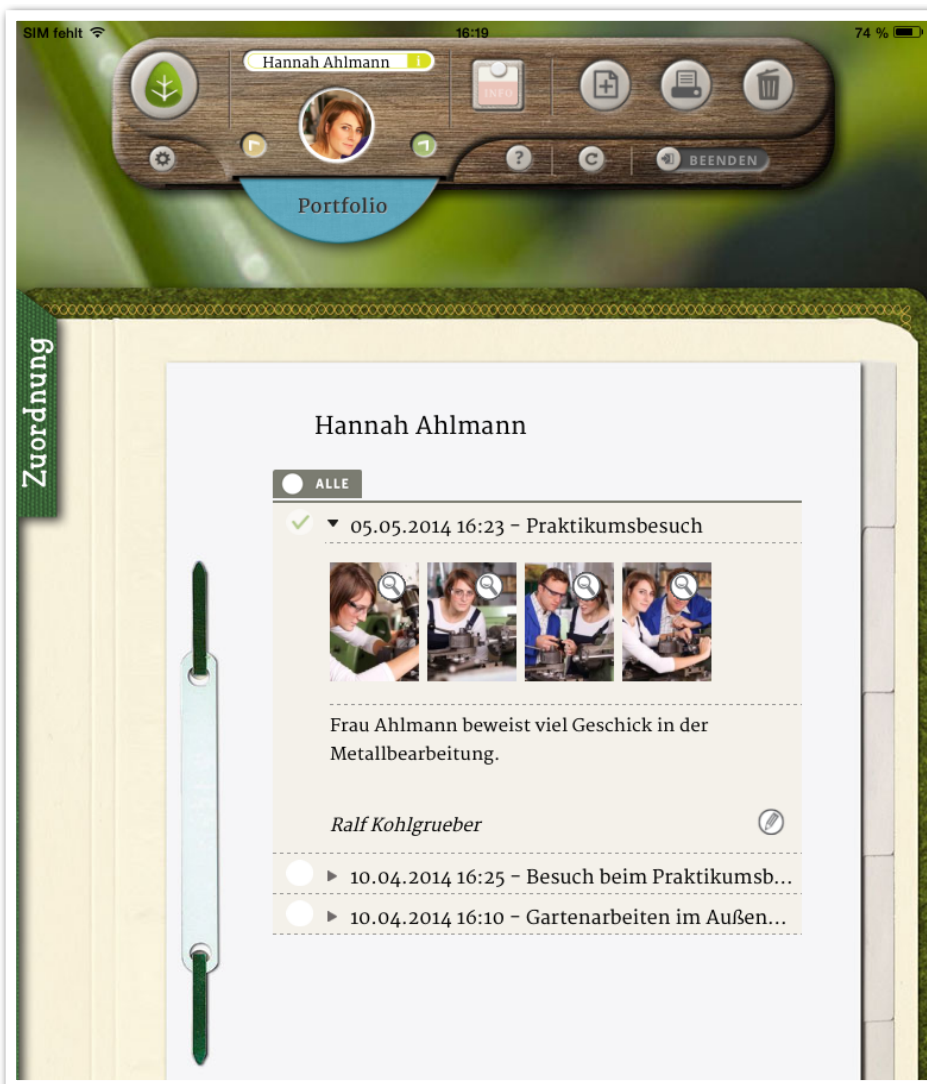 SIM fehlt 16:19 74 %
Hannah Ahlmann i
INFO
? BEENDEN
Portfolio
Zuordnung
Hannah Ahlmann
ALLE
05.05.2014 16:23 – Praktikumsbesuch
Frau Ahlmann beweist viel Geschick in der
Metallbearbeitung.
Ralf Kohlgrueber
10.04.2014 16:25 – Besuch beim Praktikumsb...
10.04.2014 16:10 – Gartenarbeiten im Außen...